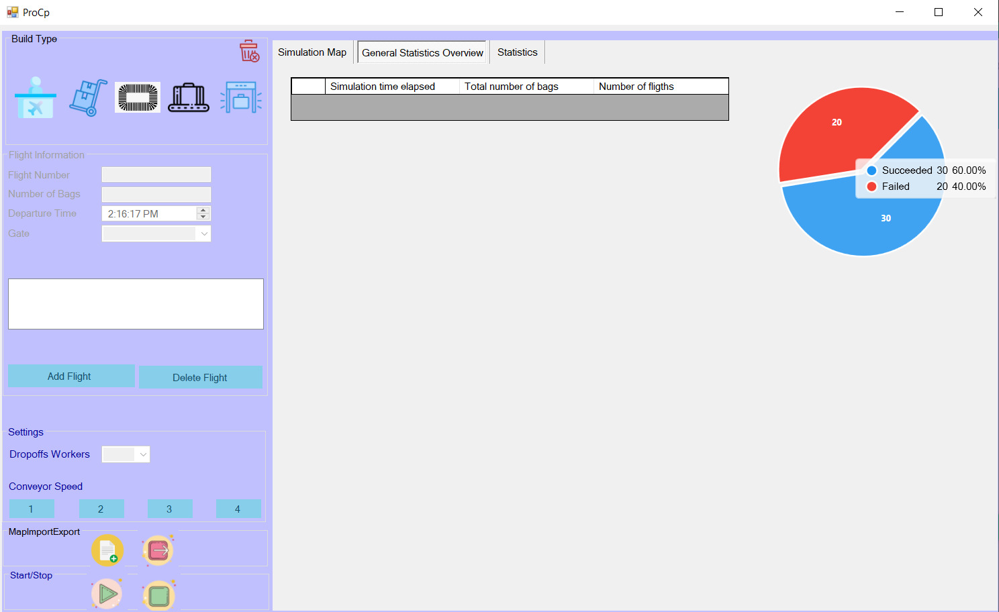 ProCp
Build Type
Simulation Map General Statistics Overview Statistics
Simulation time elapsed Total number of bags Number of fligths
20
Succeeded 30 60.00%
Failed 20 40.00%
30
Flight Information
Flight Number
Number of Bags
Departure Time 2:16:17 PM
Gate
Add Flight Delete Flight
Settings
Dropoffs Workers
Conveyor Speed
1 2 3 4
MapImportExport
Start/Stop